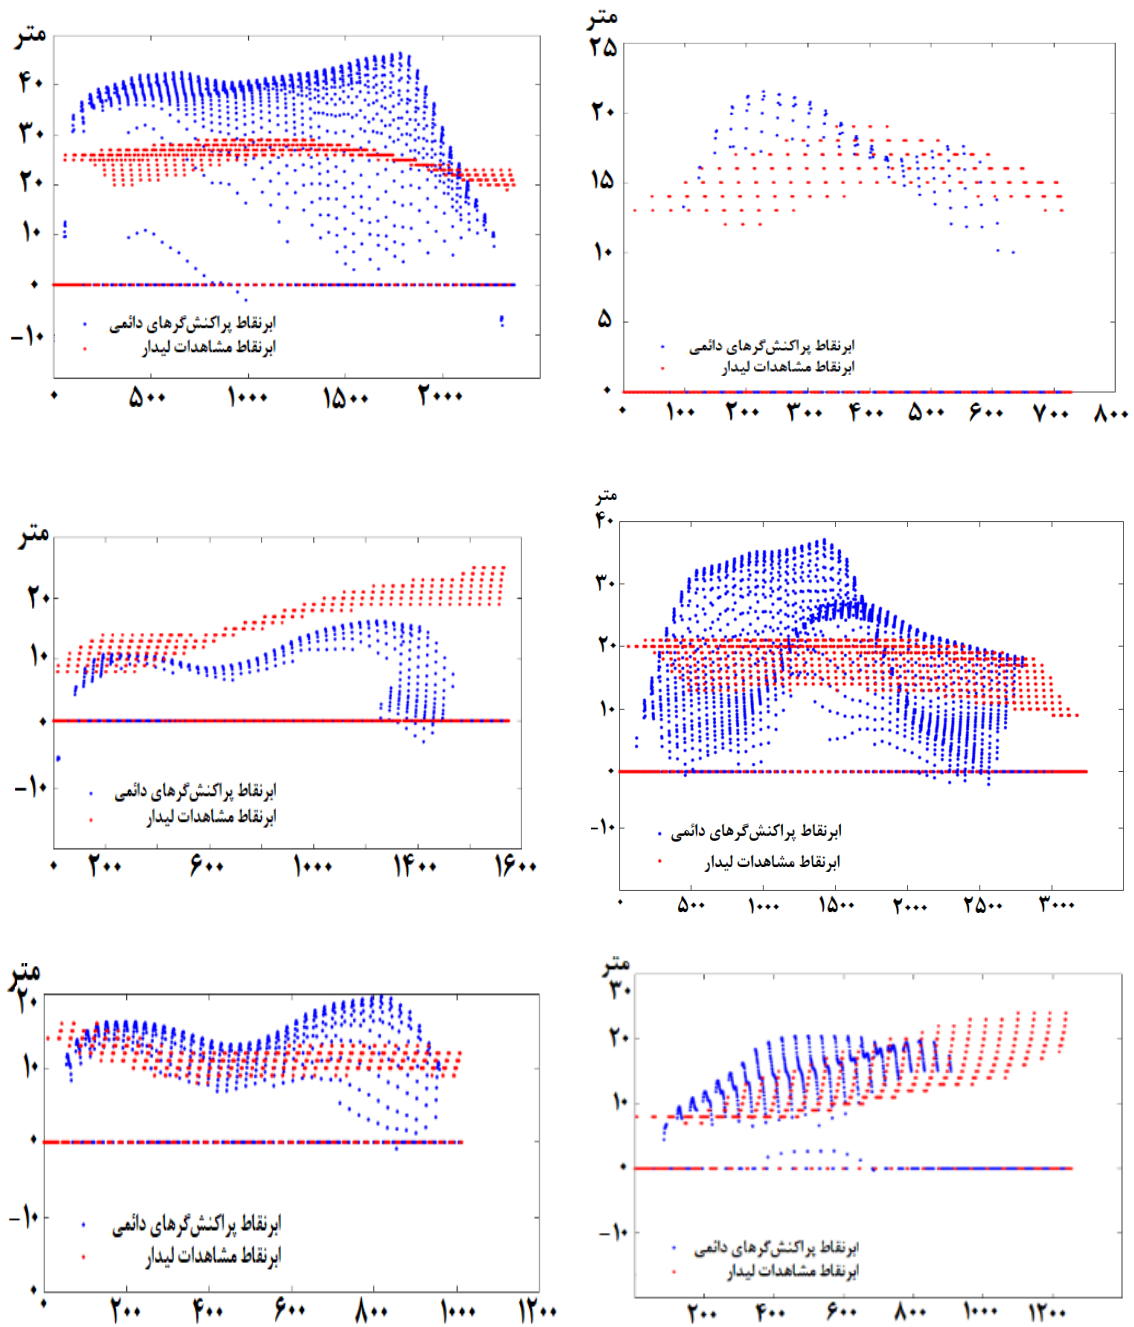 متر
۴۰
۳۰
۲۰
۱۰
۰
-۱۰
ابرنقاط پراکنش‌گرهای دائمی
ابرنقاط مشاهدات لیدار
۰ ۵۰۰ ۱۰۰۰ ۱۵۰۰ ۲۰۰۰
متر
۲۵
۲۰
۱۵
۱۰
۵
۰
ابرنقاط پراکنش‌گرهای دائمی
ابرنقاط مشاهدات لیدار
۰ ۱۰۰ ۲۰۰ ۳۰۰ ۴۰۰ ۵۰۰ ۶۰۰ ۷۰۰ ۸۰۰
متر
۲۰
۱۰
۰
-۱۰
ابرنقاط پراکنش‌گرهای دائمی
ابرنقاط مشاهدات لیدار
۰ ۲۰۰ ۶۰۰ ۱۰۰۰ ۱۴۰۰ ۱۶۰۰
متر
۴۰
۳۰
۲۰
۱۰
۰
-۱۰
ابرنقاط پراکنش‌گرهای دائمی
ابرنقاط مشاهدات لیدار
۰ ۵۰۰ ۱۰۰۰ ۱۵۰۰ ۲۰۰۰ ۲۵۰۰ ۳۰۰۰
متر
۲۰
۱۰
۰
-۱۰
ابرنقاط پراکنش‌گرهای دائمی
ابرنقاط مشاهدات لیدار
۰
۰ ۲۰۰ ۴۰۰ ۶۰۰ ۸۰۰ ۱۰۰۰ ۱۲۰۰
متر
۳۰
۲۰
۱۰
۰
-۱۰
ابرنقاط پراکنش‌گرهای دائمی
ابرنقاط مشاهدات لیدار
۲۰۰ ۴۰۰ ۶۰۰ ۸۰۰ ۱۰۰۰ ۱۲۰۰